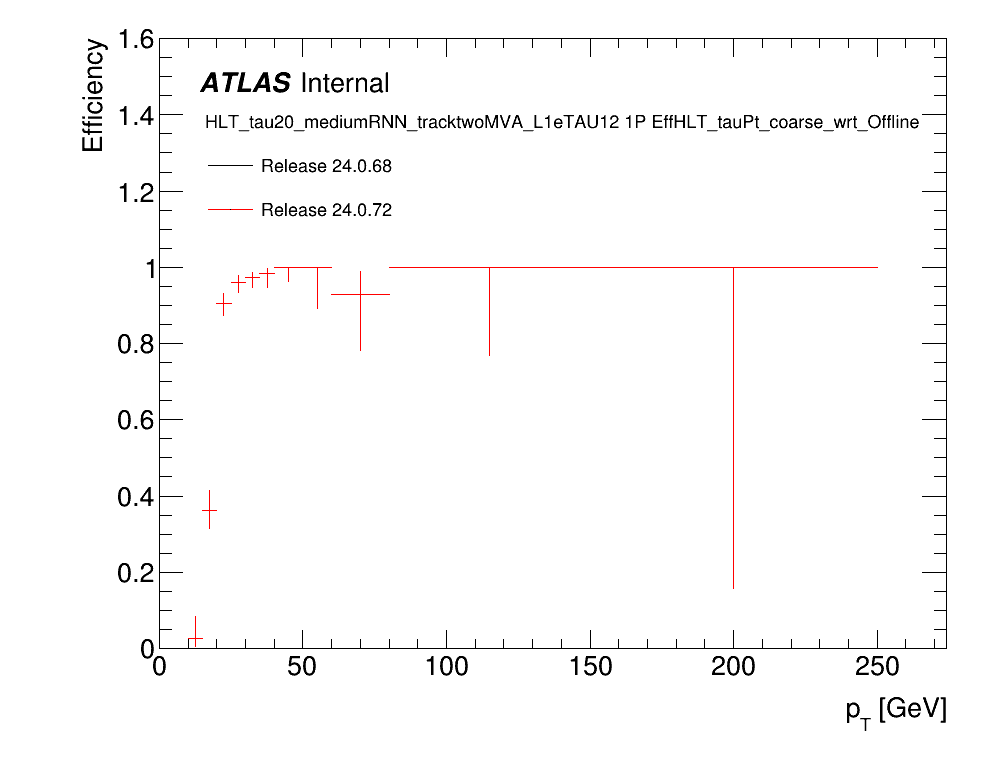 Efficiency
1.6
1.4
1.2
1
0.8
0.6
0.4
0.2
0
ATLAS Internal
HLT_tau20_mediumRNN_tracktwoMVA_L1eTAU12 1P EffHLT_tauPt_coarse_wrt_Offline
Release 24.0.68
Release 24.0.72
0 50 100 150 200 250
p_T [GeV]